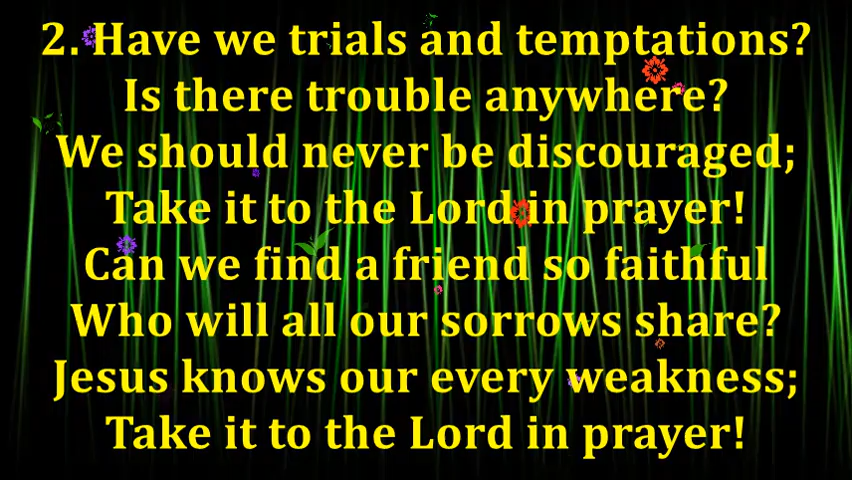 2. Have we trials and temptations?
Is there trouble anywhere?
We should never be discouraged;
Take it to the Lord in prayer!
Can we find a friend so faithful
Who will all our sorrows share?
Jesus knows our every weakness;
Take it to the Lord in prayer!